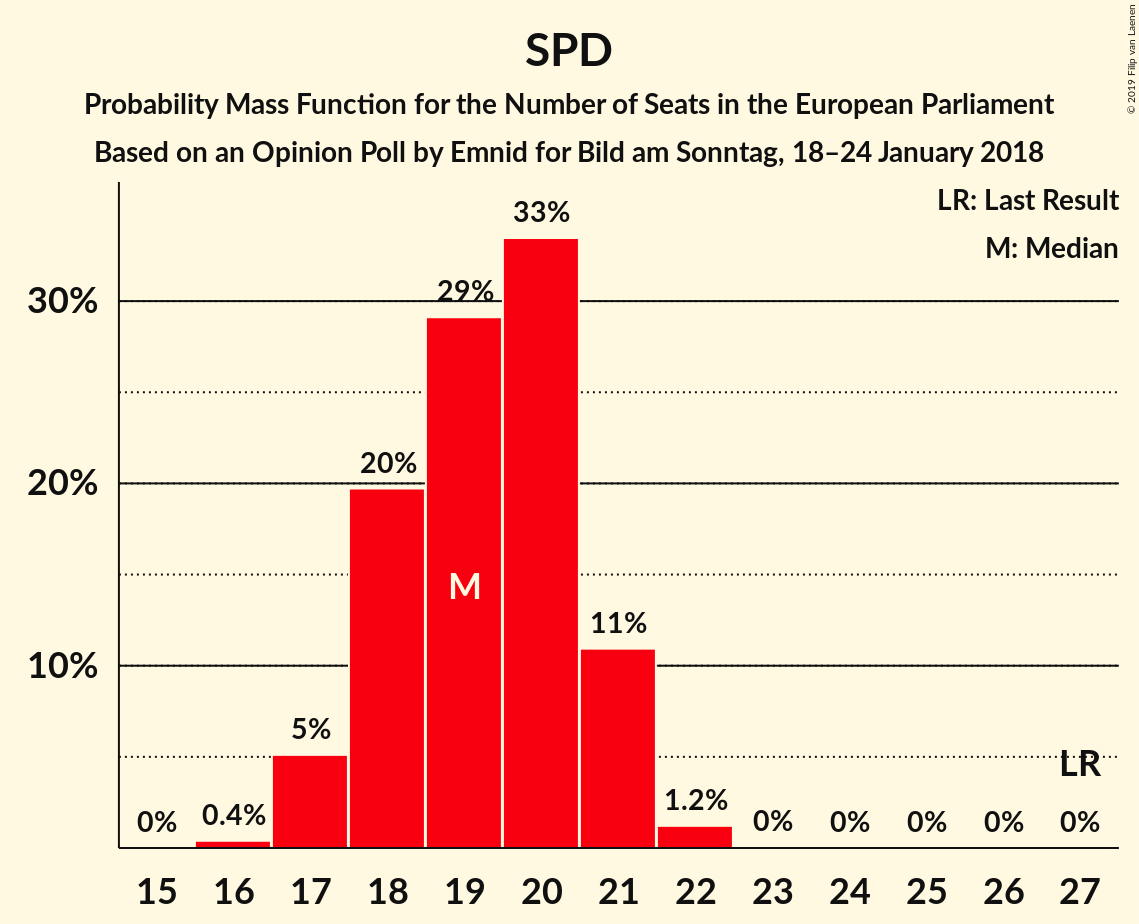 SPD
Probability Mass Function for the Number of Seats in the European Parliament
Based on an Opinion Poll by Emnid for Bild am Sonntag, 18–24 January 2018
© 2019 Filip van Laenen
LR: Last Result
M: Median
30%
20%
10%
0%
0.4%
5%
20%
29%
33%
11%
1.2%
0%
0%
0%
0%
0%
M
LR
15 16 17 18 19 20 21 22 23 24 25 26 27